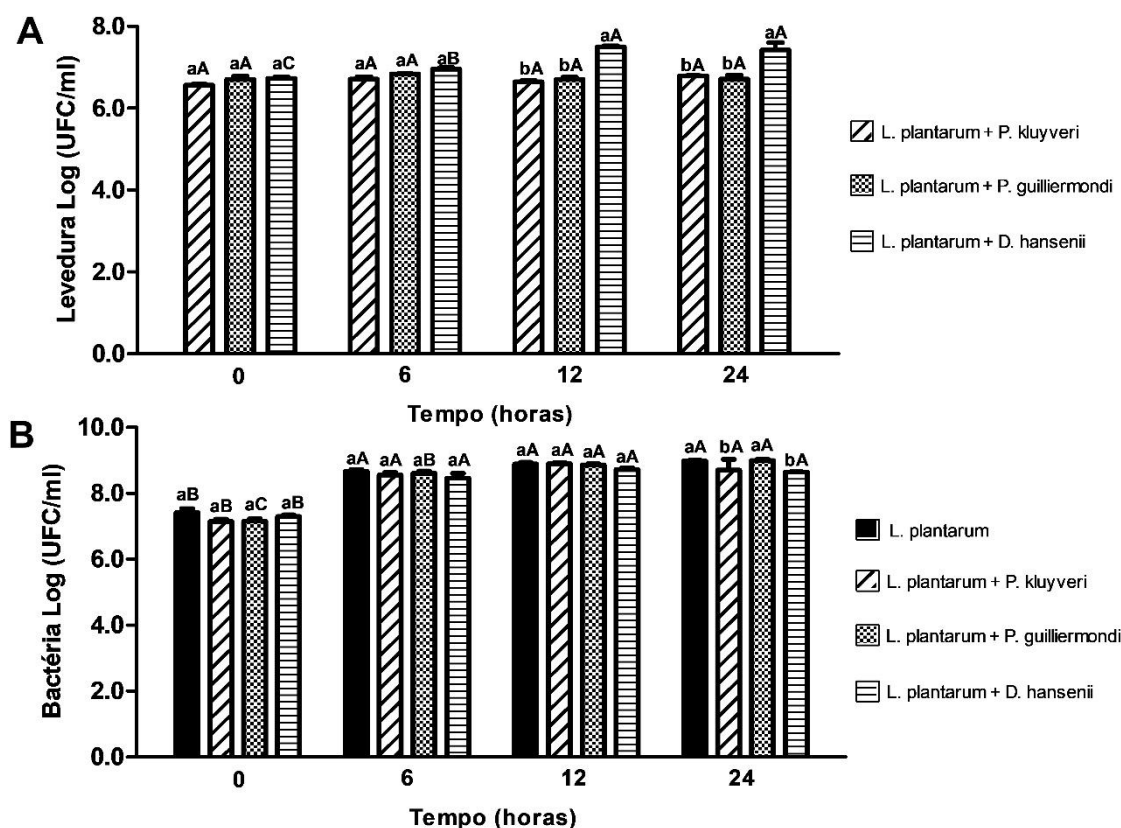 A
Levedura Log (UFC/ml)
8.0
6.0
4.0
2.0
0.0
aA aA aC
aA aA aB
bA bA aA
bA bA aA
0 6 12 24
Tempo (horas)
L. plantarum + P. kluyveri
L. plantarum + P. guilliermondi
L. plantarum + D. hansenii
B
Bactéria Log (UFC/ml)
10.0
8.0
6.0
4.0
2.0
0.0
aB aB aC aB
aA aA aB aA
aA aA aA aA
aA bA aA bA
0 6 12 24
Tempo (horas)
L. plantarum
L. plantarum + P. kluyveri
L. plantarum + P. guilliermondi
L. plantarum + D. hansenii